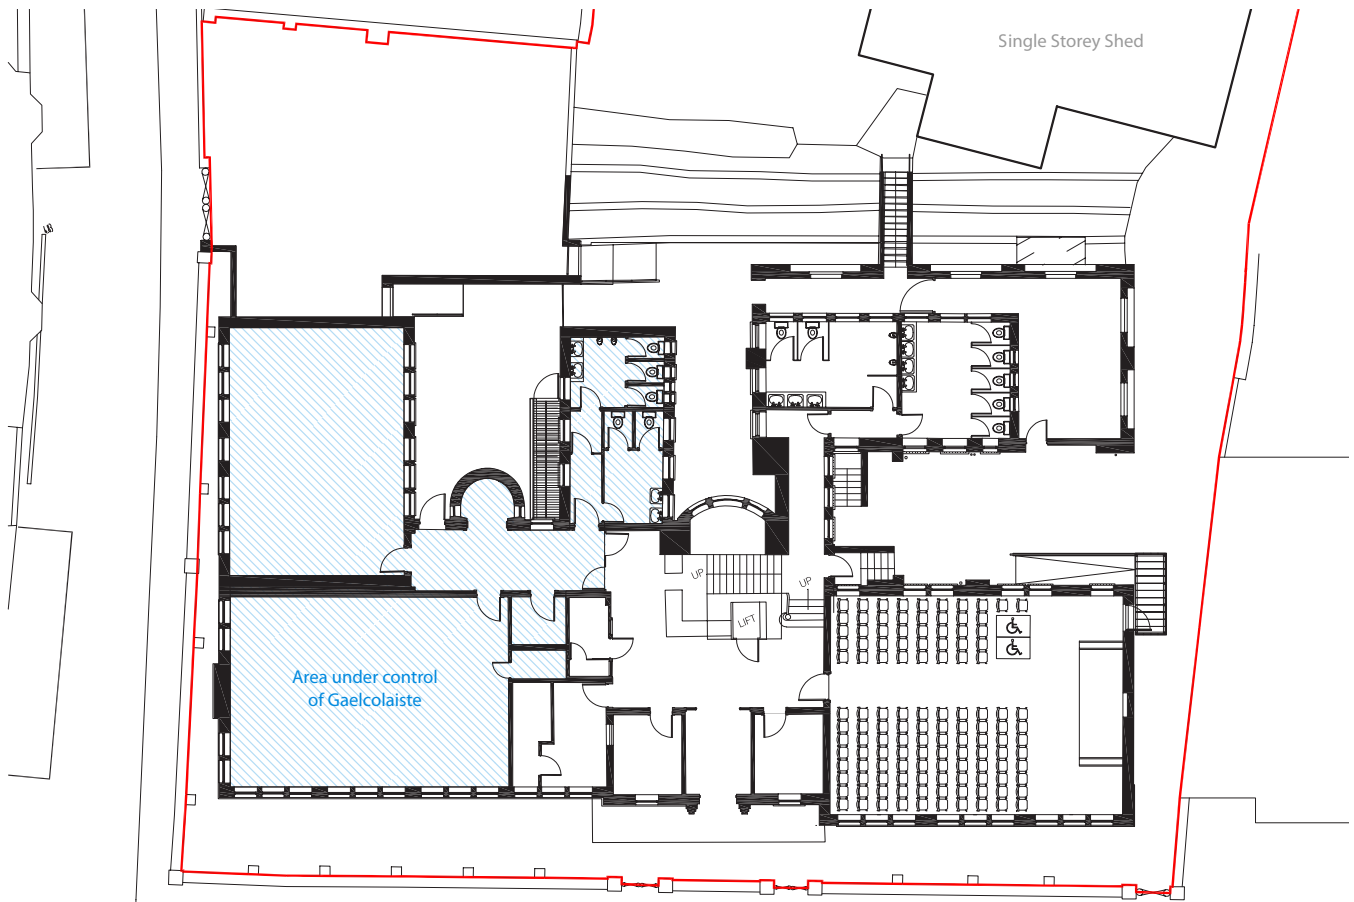 Single Storey Shed
UP
UP
LIFT
Area under control
of Gaelcolaiste